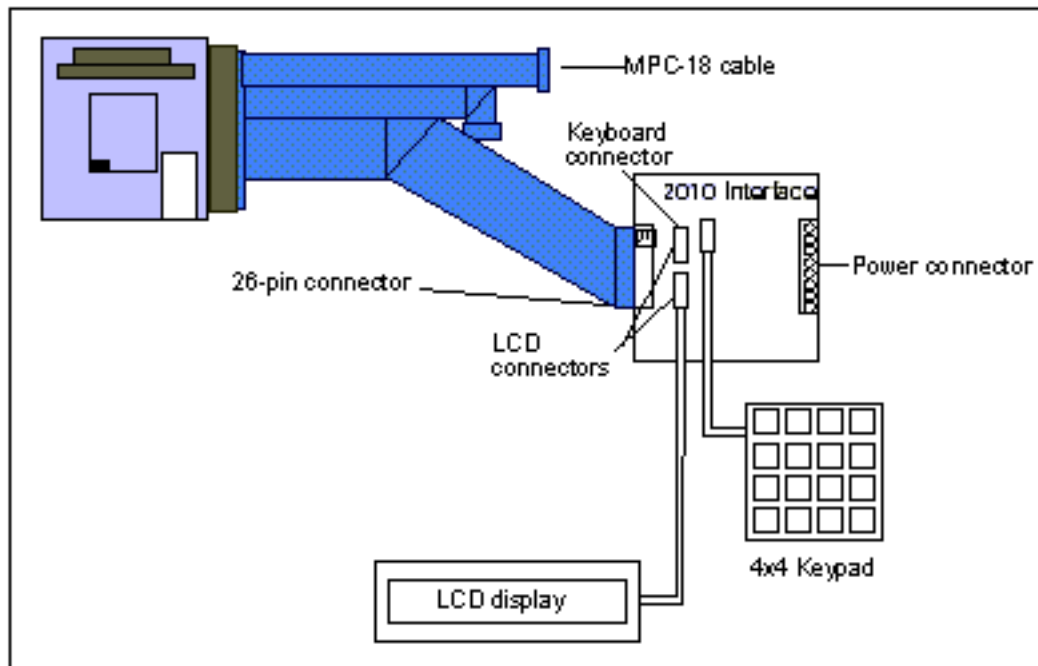 MPC-18 cable
Keyboard
connector
2010 Interface
Power connector
26-pin connector
LCD
connectors
4x4 Keypad
LCD display